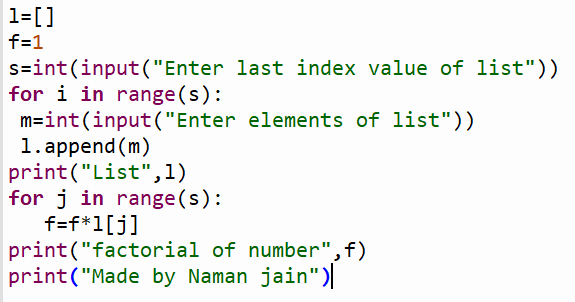 l=[]
f=1
s=int(input("Enter last index value of list"))
for i in range(s):
 m=int(input("Enter elements of list"))
 l.append(m)
print("List",l)
for j in range(s):
   f=f*l[j]
print("factorial of number",f)
print("Made by Naman jain")